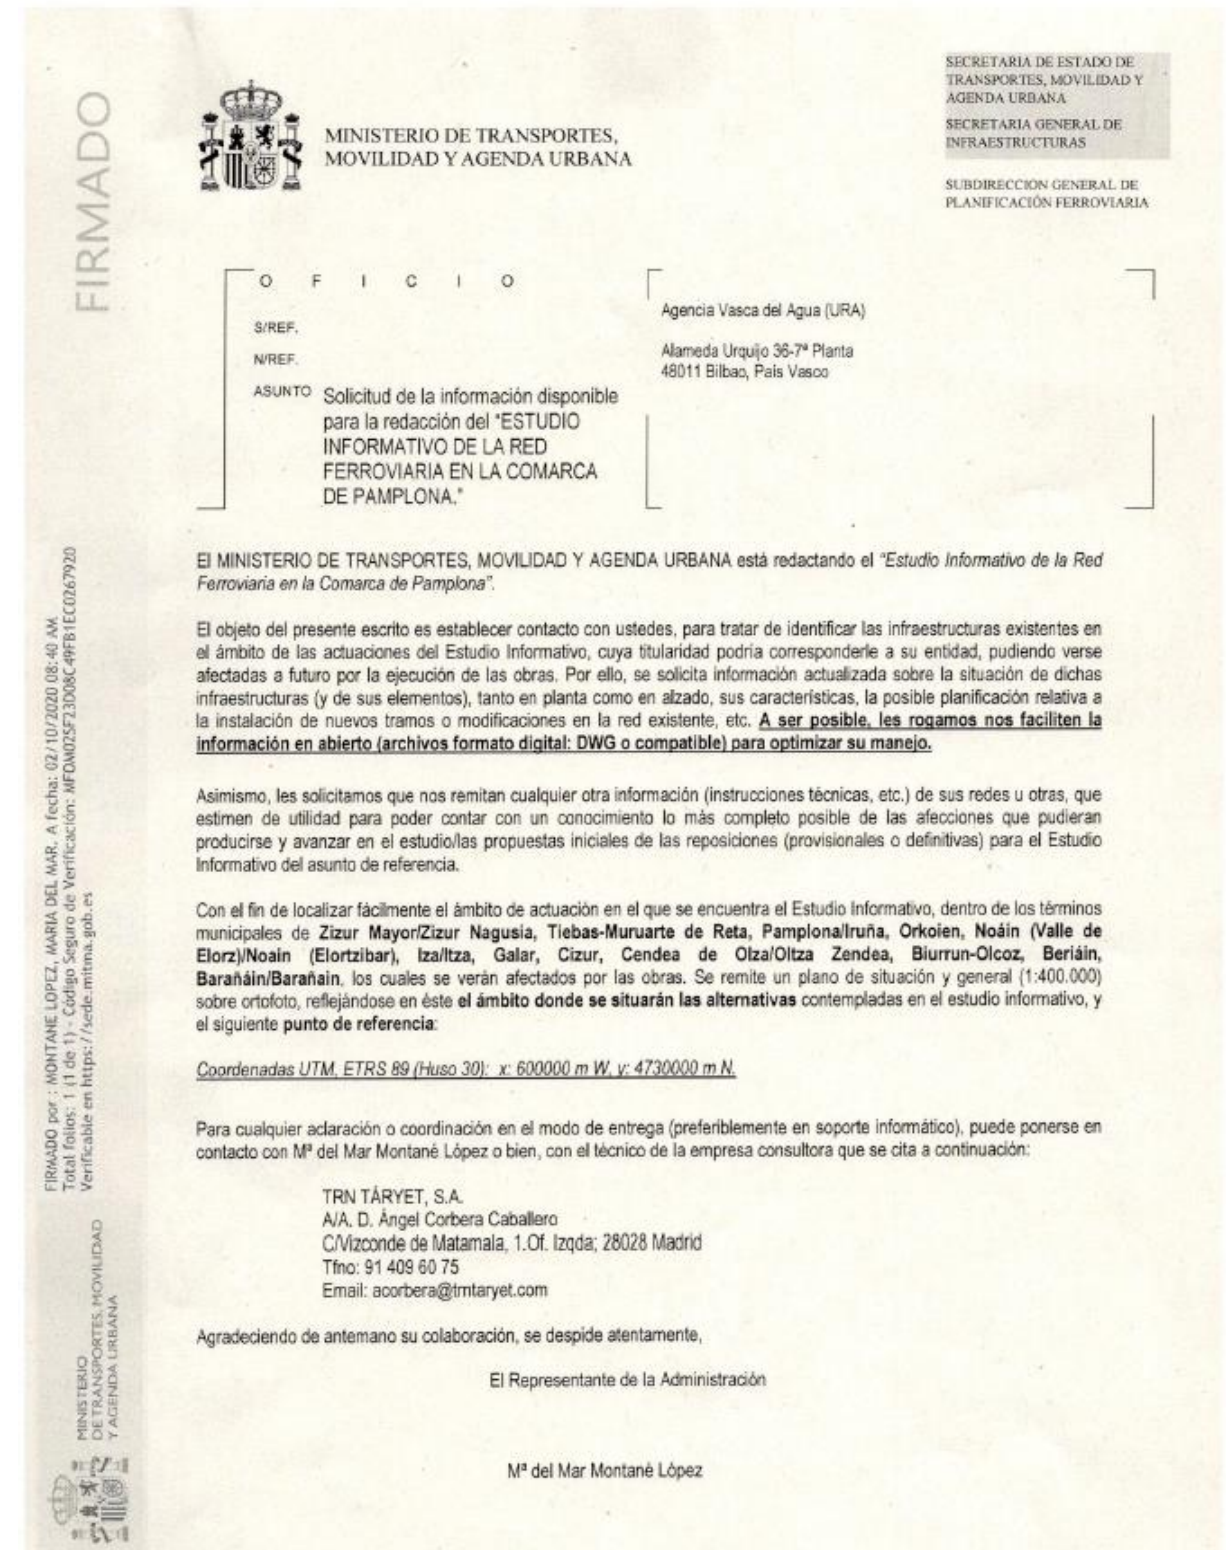 SECRETARIA DE ESTADO DE
TRANSPORTES, MOVILIDAD Y
AGENDA URBANA
SECRETARIA GENERAL DE
INFRAESTRUCTURAS
SUBDIRECCION GENERAL DE
PLANIFICACIÓN FERROVIARIA
MINISTERIO DE TRANSPORTES,
MOVILIDAD Y AGENDA URBANA
FIRMADO
O F I C I O
S/REF.
N/REF.
ASUNTO Solicitud de la información disponible
para la redacción del "ESTUDIO
INFORMATIVO DE LA RED
FERROVIARIA EN LA COMARCA
DE PAMPLONA."
Agencia Vasca del Agua (URA)
Alameda Urquijo 36-7ª Planta
48011 Bilbao, Pais Vasco
El MINISTERIO DE TRANSPORTES, MOVILIDAD Y AGENDA URBANA está redactando el "Estudio Informativo de la Red
Ferroviaria en la Comarca de Pamplona".
El objeto del presente escrito es establecer contacto con ustedes, para tratar de identificar las infraestructuras existentes en
el ámbito de las actuaciones del Estudio Informativo, cuya titularidad podría corresponderle a su entidad, pudiendo verse
afectadas a futuro por la ejecución de las obras. Por ello, se solicita información actualizada sobre la situación de dichas
infraestructuras (y de sus elementos), tanto en planta como en alzado, sus características, la posible planificación relativa a
la instalación de nuevos tramos o modificaciones en la red existente, etc. A ser posible, les rogamos nos faciliten la
información en abierto (archivos formato digital: DWG o compatible) para optimizar su manejo.
Asimismo, les solicitamos que nos remitan cualquier otra información (instrucciones técnicas, etc.) de sus redes u otras, que
estimen de utilidad para poder contar con un conocimiento lo más completo posible de las afecciones que pudieran
producirse y avanzar en el estudio/las propuestas iniciales de las reposiciones (provisionales o definitivas) para el Estudio
Informativo del asunto de referencia.
Con el fin de localizar fácilmente el ámbito de actuación en el que se encuentra el Estudio Informativo, dentro de los términos
municipales de Zizur Mayor/Zizur Nagusia, Tiebas-Muruarte de Reta, Pamplona/Iruña, Orkoien, Noáin (Valle de
Elorz)/Noain (Elortzibar), Iza/Itza, Galar, Cizur, Cendea de Olza/Oltza Zendea, Biurrun-Olcoz, Beriáin,
Barañáin/Barañain, los cuales se verán afectados por las obras. Se remite un plano de situación y general (1:400.000)
sobre ortofoto, reflejándose en éste el ámbito donde se situarán las alternativas contempladas en el estudio informativo, y
el siguiente punto de referencia:
Coordenadas UTM, ETRS 89 (Huso 30): x: 600000 m W, y: 4730000 m N.
Para cualquier aclaración o coordinación en el modo de entrega (preferiblemente en soporte informático), puede ponerse en
contacto con Mª del Mar Montané López o bien, con el técnico de la empresa consultora que se cita a continuación:
TRN TÁRYET, S.A.
A/A. D. Ángel Corbera Caballero
C/Vizconde de Matamala, 1.Of. Izqda; 28028 Madrid
Tfno: 91 409 60 75
Email: acorbera@trntaryet.com
Agradeciendo de antemano su colaboración, se despide atentamente,
El Representante de la Administración
Mª del Mar Montané López
FIRMADO por : MONTANE LOPEZ, MARIA DEL MAR. A fecha: 02/10/2020 08:40 AM
Total folios: 1 (1 de 1) - Código Seguro de Verificación: MFOM025F23D08C49FB1EC0267920
Verificable en https://sede.mitma.gob.es
MINISTERIO
DE TRANSPORTES, MOVILIDAD
Y AGENDA URBANA